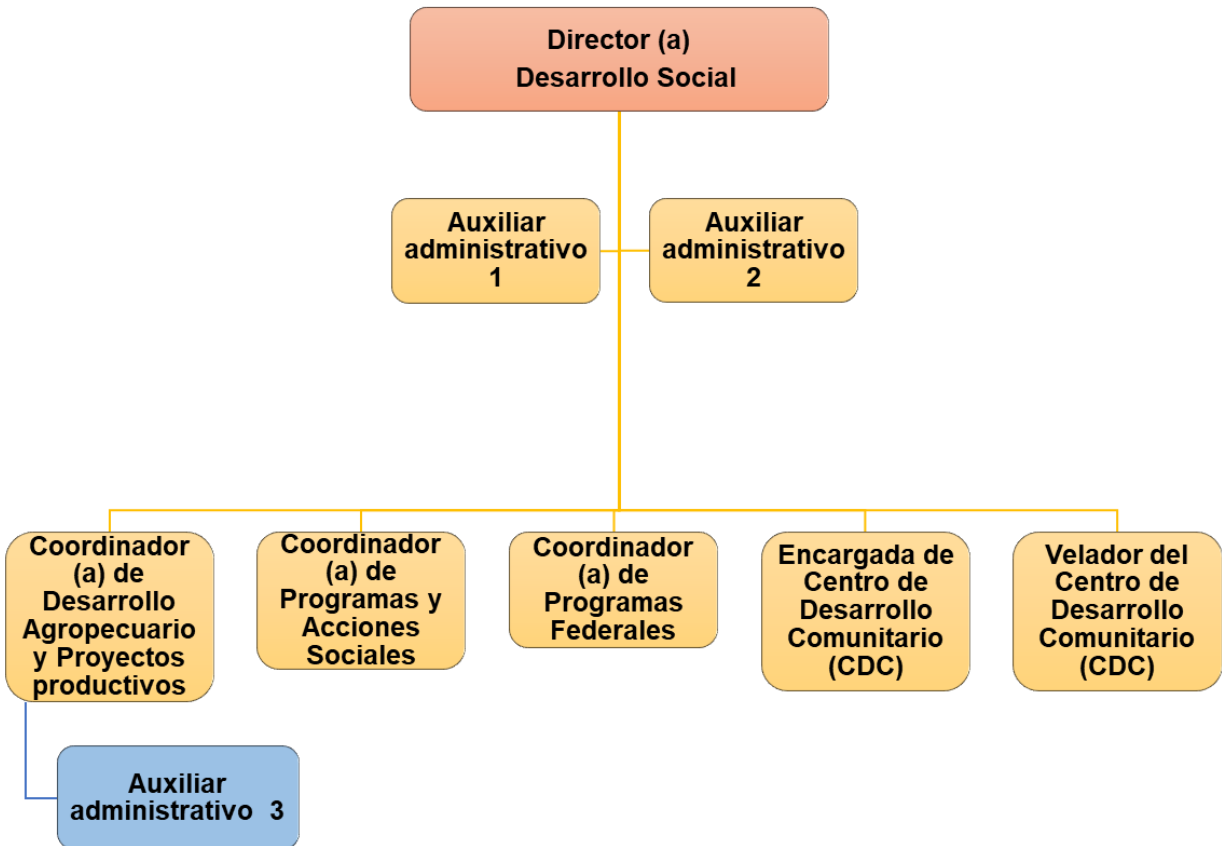 Director (a)
Desarrollo Social
Auxiliar
administrativo
1
Auxiliar
administrativo
2
Coordinador
(a) de
Desarrollo
Agropecuario
y Proyectos
productivos
Coordinador
(a) de
Programas y
Acciones
Sociales
Coordinador
(a) de
Programas
Federales
Encargada de
Centro de
Desarrollo
Comunitario
(CDC)
Velador del
Centro de
Desarrollo
Comunitario
(CDC)
Auxiliar
administrativo 3